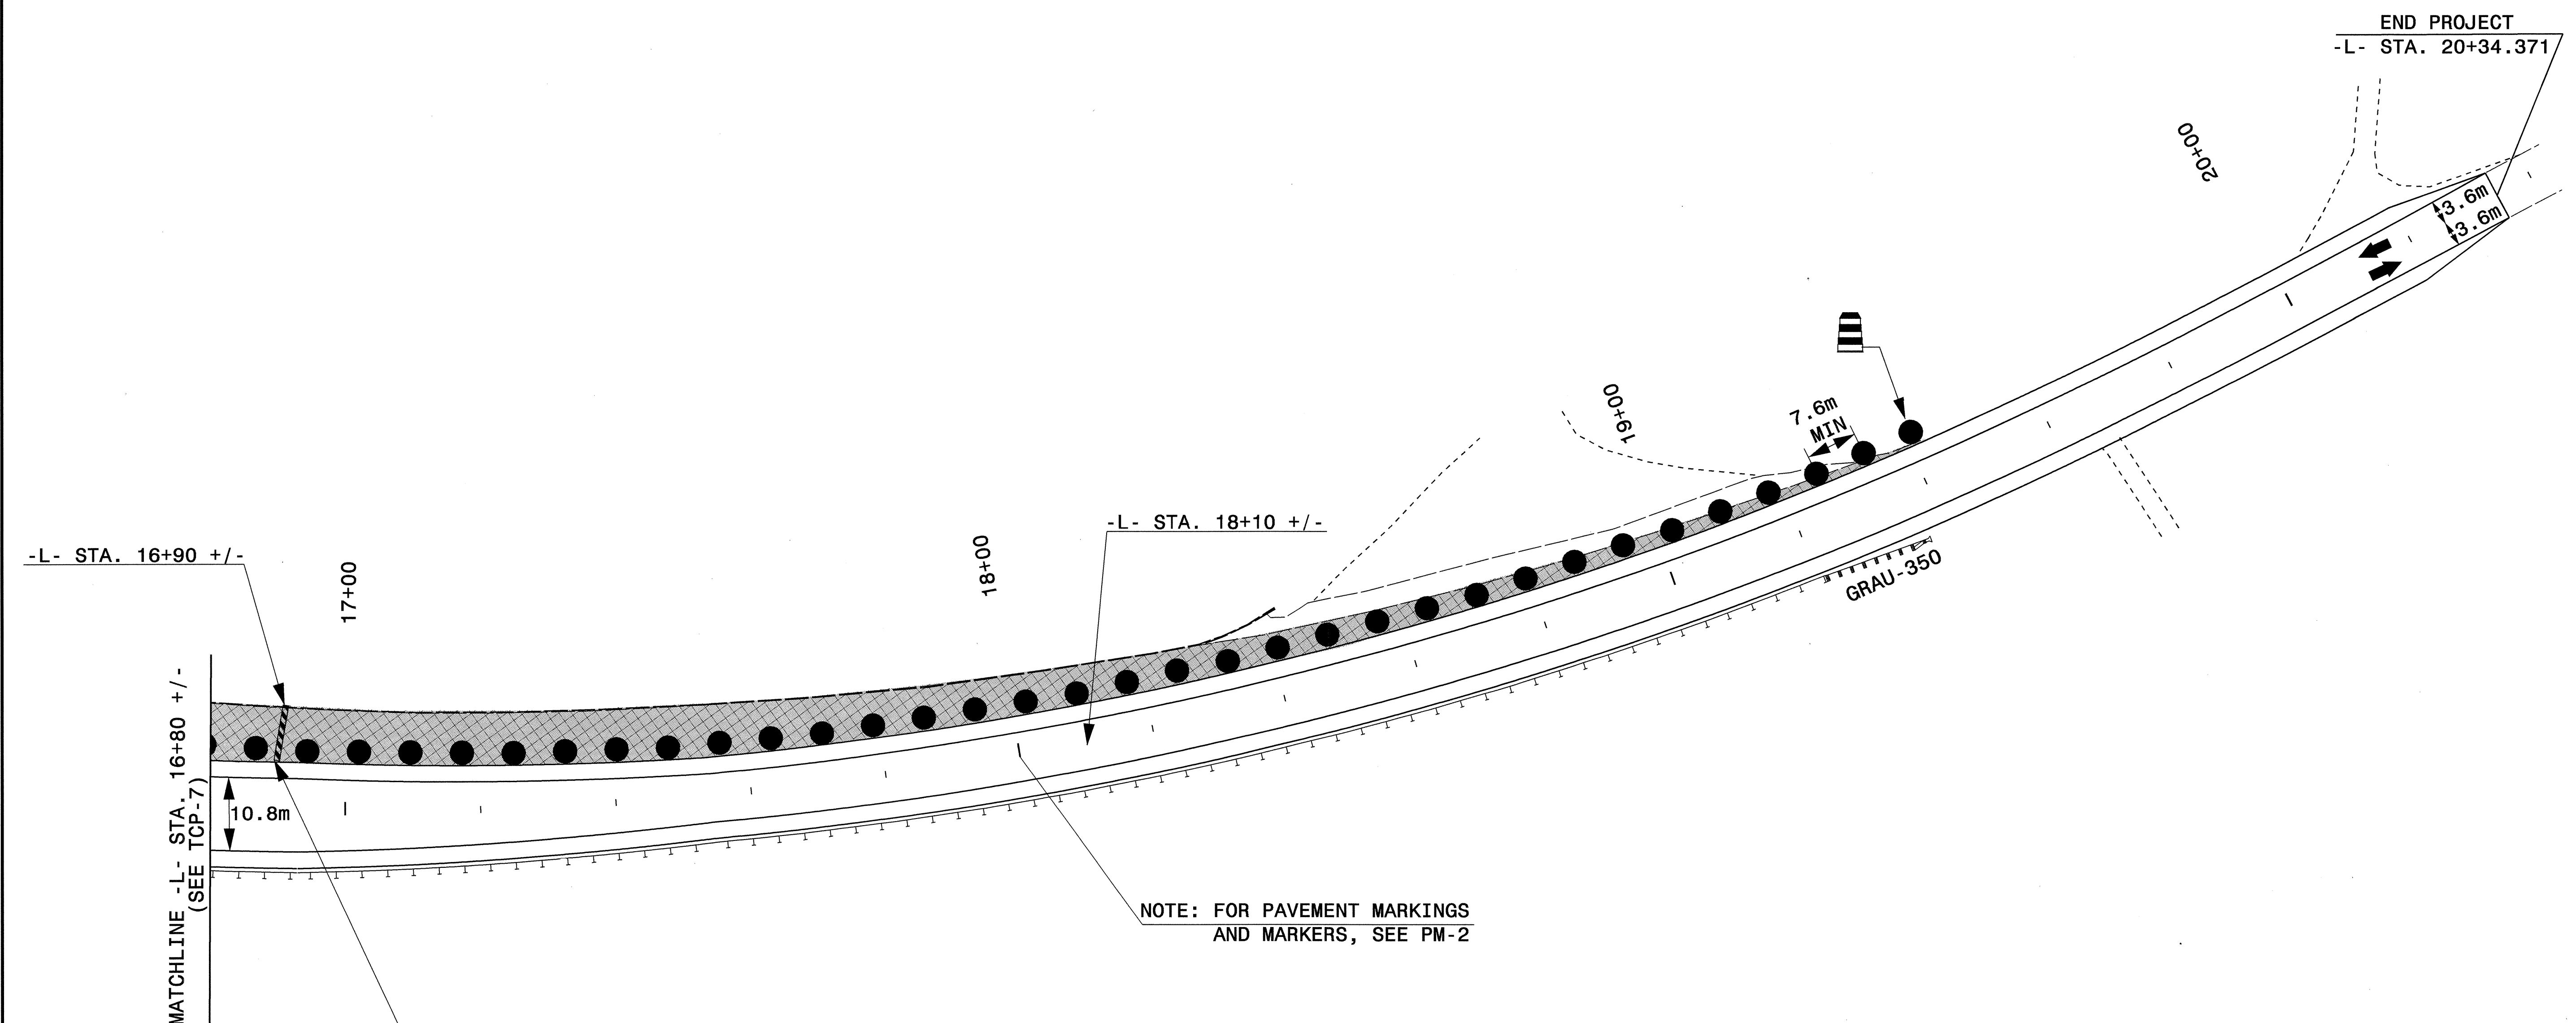 END PROJECT
-L- STA. 20+34.371
20+00
3.6m
3.6m
19+00
7.6m
MIN
-L- STA. 18+10 +/-
18+00
-L- STA. 16+90 +/-
17+00
GRAU-350
MATCHLINE -L- STA. 16+80 +/-
(SEE TCP-7)
10.8m
NOTE: FOR PAVEMENT MARKINGS
AND MARKERS, SEE PM-2